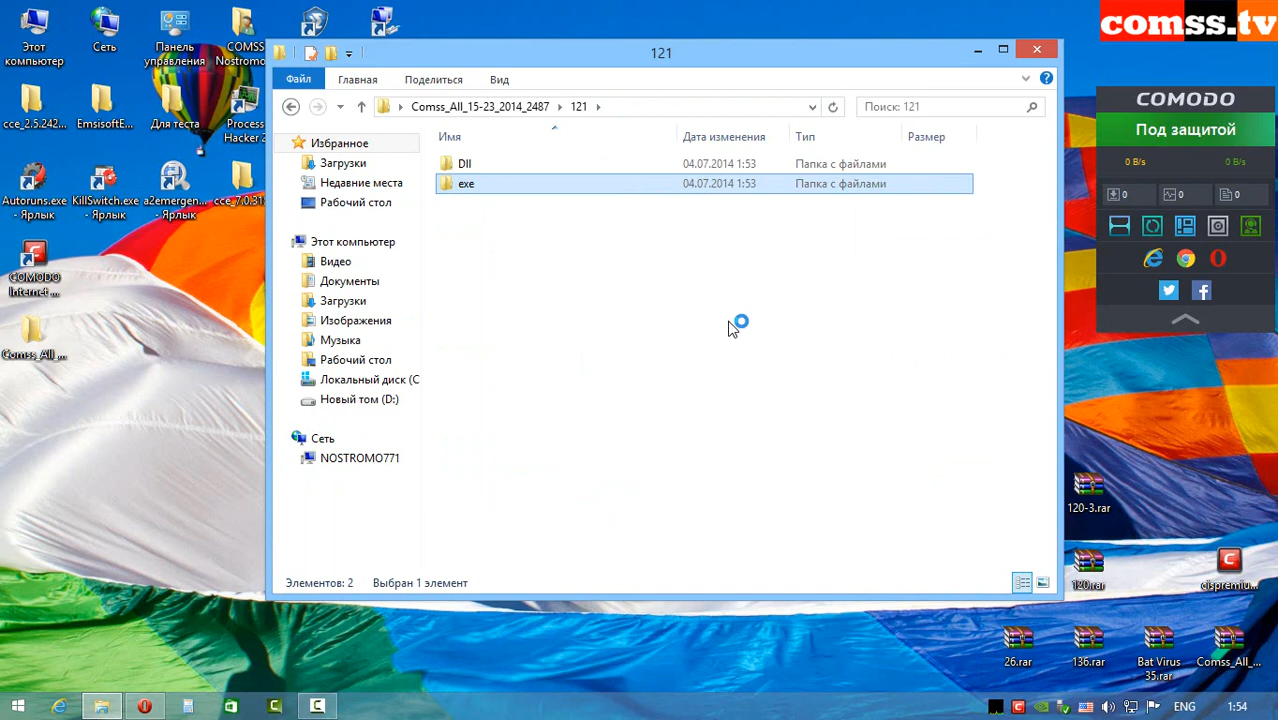 Этот
компьютер
Сеть
Панель
управления
COMSS
Nostromo
comss.tv
cce_2.5.242...
EmsisoftE...
Для теста
Process
Hacker 2
Autoruns.exe
- Ярлык
KillSwitch.exe
- Ярлык
a2emergen...
- Ярлык
cce_7.0.31
COMODO
Internet ...
Comss_All_...
121
Файл
Главная
Поделиться
Вид
Comss_All_15-23_2014_2487
121
Поиск: 121
Имя
Дата изменения
Тип
Размер
Dll
04.07.2014 1:53
Папка с файлами
exe
04.07.2014 1:53
Папка с файлами
Избранное
Загрузки
Недавние места
Рабочий стол
Этот компьютер
Видео
Документы
Загрузки
Изображения
Музыка
Рабочий стол
Локальный диск (C
Новый том (D:)
Сеть
NOSTROMO771
Элементов: 2
Выбран 1 элемент
COMODO
Под защитой
0 B/s
0 B/s
0
0
0
120-3.rar
120.rar
cispremiu...
26.rar
136.rar
Bat Virus
35.rar
Comss_All_...
ENG
1:54